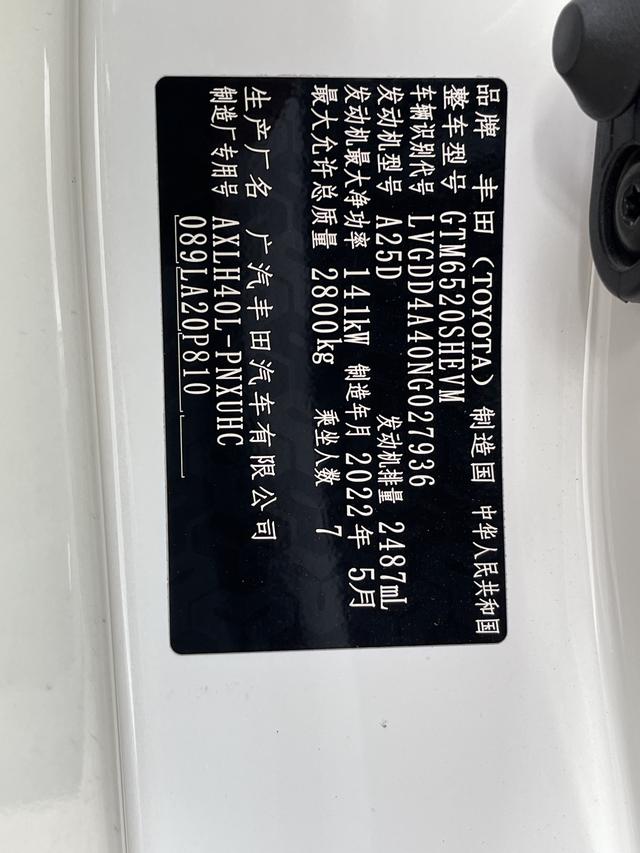 品牌 丰田(TOYOTA) 制造国 中华人民共和国
整车型号 GTM6520SHEVM
车辆识别代号 LVGDD4A40NG027936
发动机型号 A25D 发动机排量 2487mL
发动机最大净功率 141kW 制造年月 2022年 5月
最大允许总质量 2800kg 乘坐人数 7
生产厂名 广汽丰田汽车有限公司
制造厂专用号 AXLH40L-PNXUHC
089LA20P810